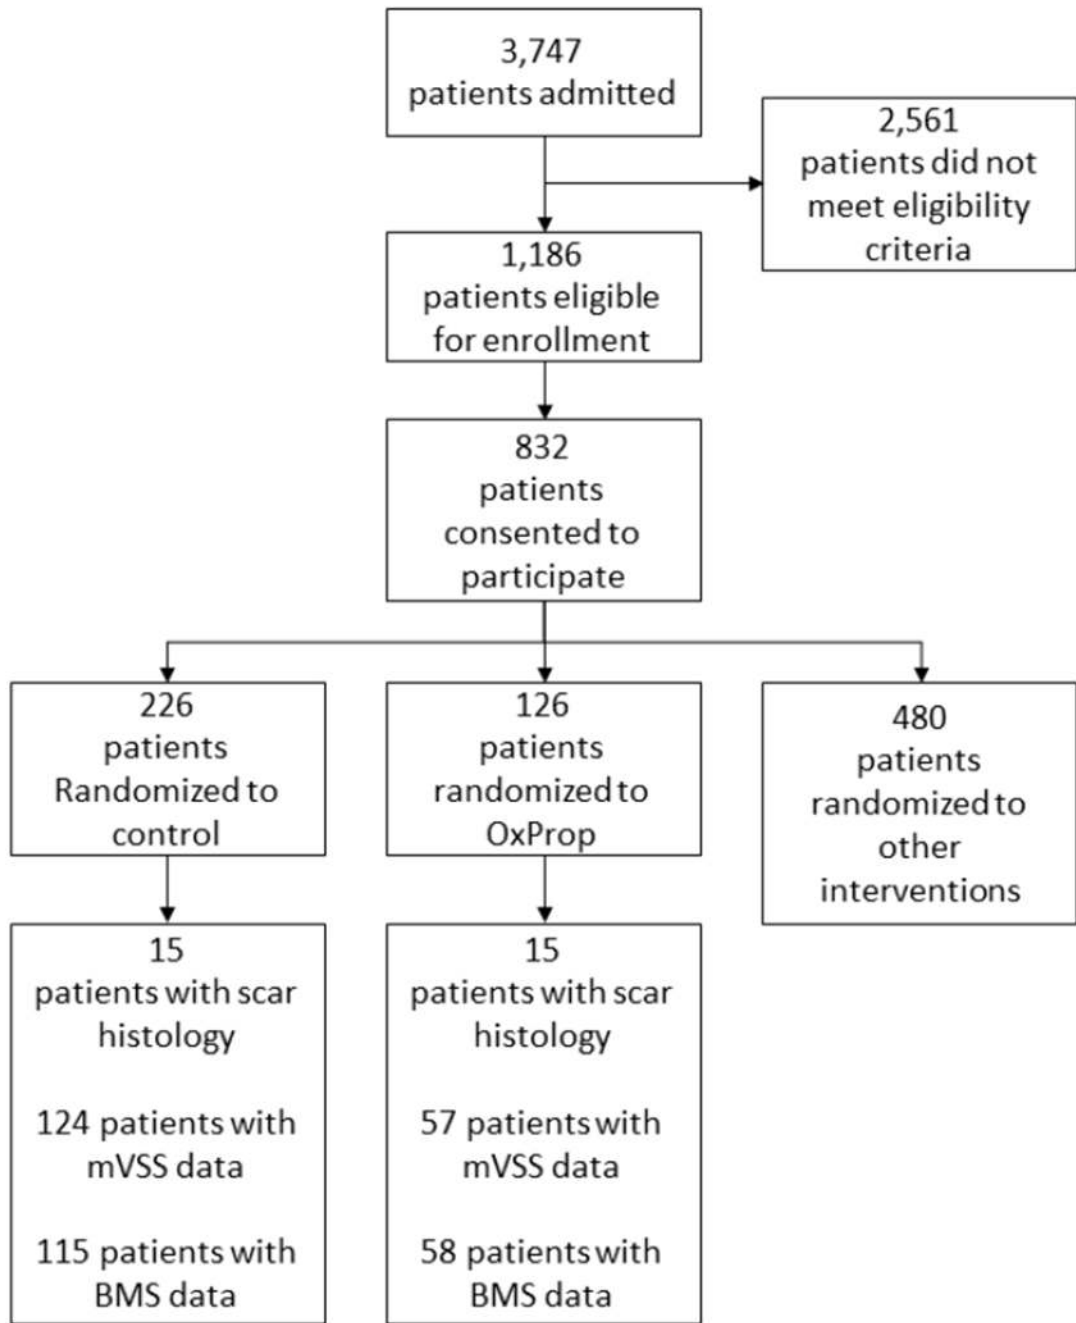 3,747
patients admitted
2,561
patients did not
meet eligibility
criteria
1,186
patients eligible
for enrollment
832
patients
consented to
participate
226
patients
Randomized to
control
126
patients
randomized to
OxProp
480
patients
randomized to
other
interventions
15
patients with scar
histology
124 patients with
mVSS data
115 patients with
BMS data
15
patients with scar
histology
57 patients with
mVSS data
58 patients with
BMS data